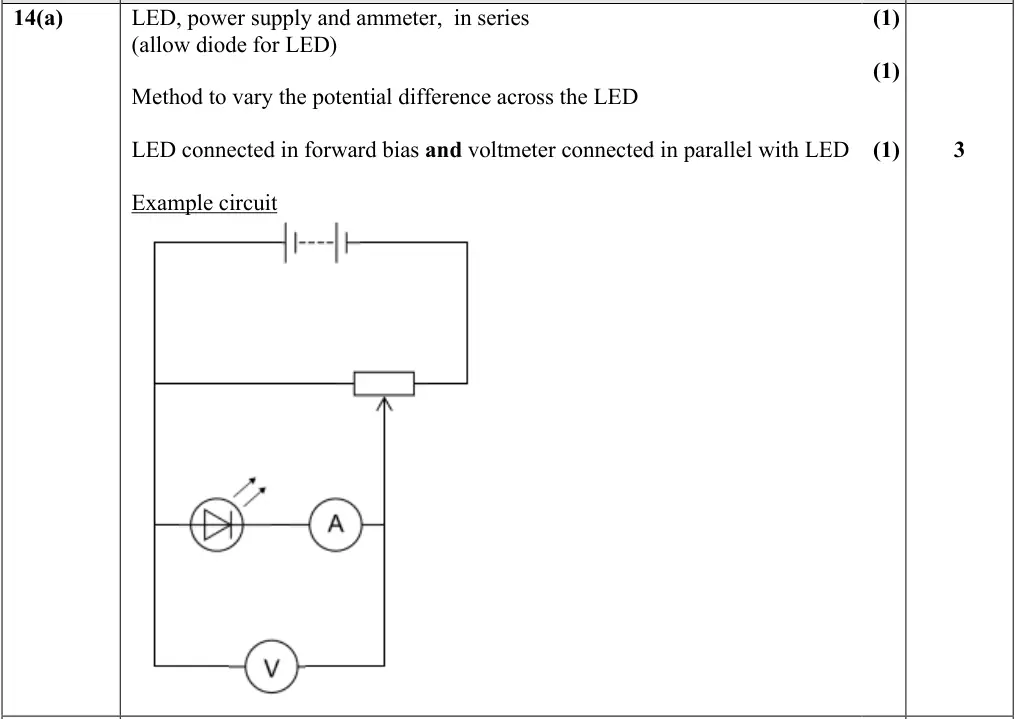 14(a) LED, power supply and ammeter, in series (1)
(allow diode for LED)
(1)
Method to vary the potential difference across the LED
LED connected in forward bias and voltmeter connected in parallel with LED (1) 3
Example circuit
A
V